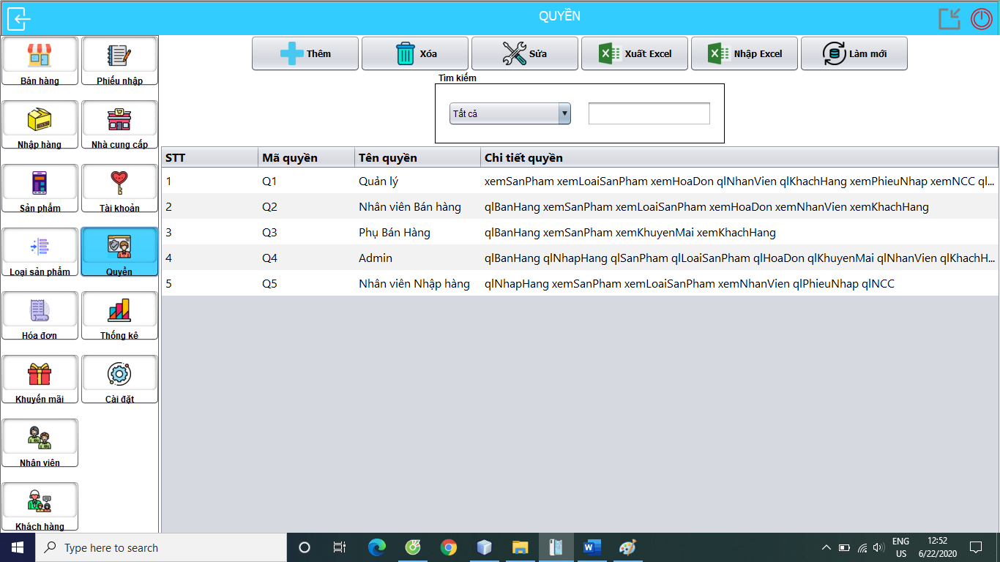 QUYỀN
Bán hàng
Phiếu nhập
Nhập hàng
Nhà cung cấp
Sản phẩm
Tài khoản
Loại sản phẩm
Quyền
Hóa đơn
Thống kê
Khuyến mãi
Cài đặt
Nhân viên
Khách hàng
Thêm
Xóa
Sửa
Xuất Excel
Nhập Excel
Làm mới
Tìm kiếm
Tất cả
STT Mã quyền Tên quyền Chi tiết quyền
1 Q1 Quản lý xemSanPham xemLoaiSanPham xemHoaDon qlNhanVien qlKhachHang xemPhieuNhap xemNCC ql...
2 Q2 Nhân viên Bán hàng qlBanHang xemSanPham xemLoaiSanPham xemHoaDon xemNhanVien xemKhachHang
3 Q3 Phụ Bán Hàng qlBanHang xemSanPham xemKhuyenMai xemKhachHang
4 Q4 Admin qlBanHang qlNhapHang qlSanPham qlLoaiSanPham qlHoaDon qlKhuyenMai qlNhanVien qlKhachH...
5 Q5 Nhân viên Nhập hàng qlNhapHang xemSanPham xemLoaiSanPham xemNhanVien qlPhieuNhap qlNCC
Type here to search
ENG
US
12:52
6/22/2020